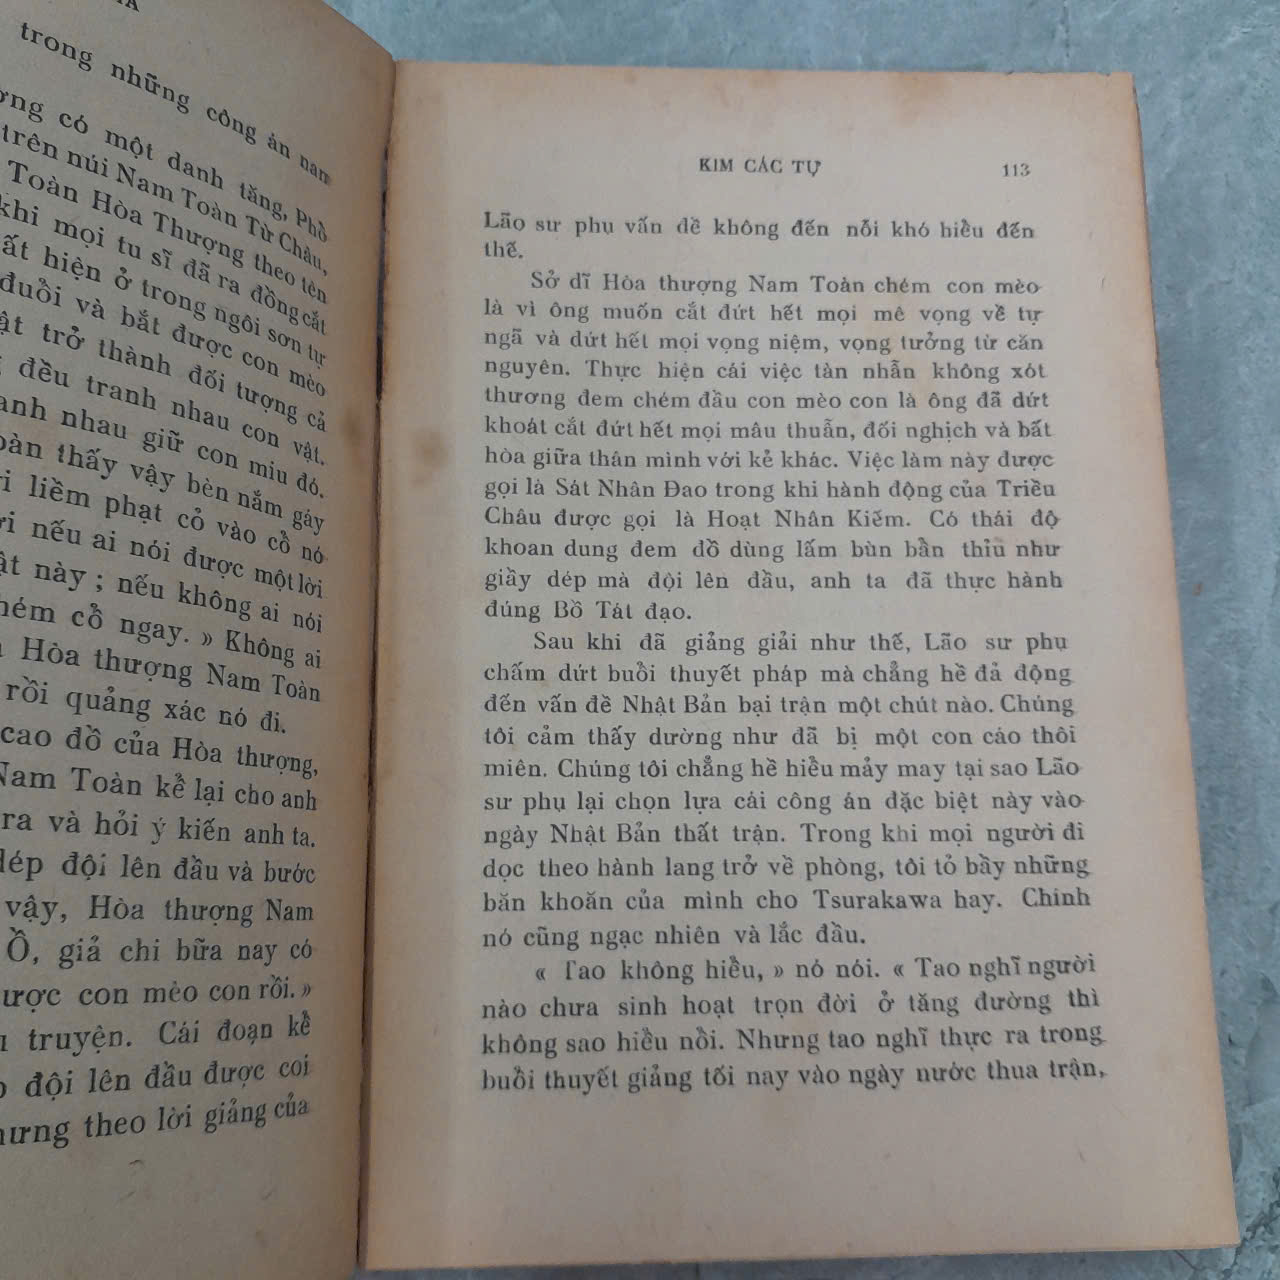 trong những công án nam
có một danh tăng, Phồ
trên núi Nam Toàn Từ Châu,
Toàn Hòa Thượng theo tên
khi mọi tu sĩ đã ra đồng cắt
hiện ở trong ngôi sơn tự
đuổi và bắt được con mèo
trở thành đối tượng cả
đều tranh nhau con vật.
nhau giữ con miu đó.
thấy vậy bèn nắm gáy
liềm phạt cỏ vào cổ nó
nếu ai nói được một lời
này ; nếu không ai nói
cổ ngay. » Không ai
Hòa thượng Nam Toàn
rồi quảng xác nó đi.
cao đồ của Hòa thượng,
Nam Toàn kể lại cho anh
ra và hỏi ý kiến anh ta.
dép đội lên đầu và bước
vậy, Hòa thượng Nam
Ồ, giả chi bữa nay có
được con mèo con rồi. »
truyện. Cái đoạn kể
đội lên đầu được coi
nhưng theo lời giảng của
KIM CÁC TỰ 113
Lão sư phụ vấn đề không đến nỗi khó hiểu đến
thế.
Sở dĩ Hòa thượng Nam Toàn chém con mèo
là vì ông muốn cắt đứt hết mọi mê vọng về tự
ngã và dứt hết mọi vọng niệm, vọng tưởng từ căn
nguyên. Thực hiện cái việc tàn nhẫn không xót
thương đem chém đầu con mèo con là ông đã dứt
khoát cắt đứt hết mọi mâu thuẫn, đối nghịch và bất
hòa giữa thân mình với kẻ khác. Việc làm này được
gọi là Sát Nhân Đao trong khi hành động của Triều
Châu được gọi là Hoạt Nhân Kiếm. Có thái độ
khoan dung đem đồ dùng lấm bùn bẩn thỉu như
giầy dép mà đội lên đầu, anh ta đã thực hành
đúng Bồ Tát đạo.
Sau khi đã giảng giải như thế, Lão sư phụ
chấm dứt buổi thuyết pháp mà chẳng hề đả động
đến vấn đề Nhật Bản bại trận một chút nào. Chúng
tôi cảm thấy dường như đã bị một con cáo thôi
miên. Chúng tôi chẳng hề hiểu mảy may tại sao Lão
sư phụ lại chọn lựa cái công án đặc biệt này vào
ngày Nhật Bản thất trận. Trong khi mọi người đi
dọc theo hành lang trở về phòng, tôi tỏ bầy những
băn khoăn của mình cho Tsurakawa hay. Chính
nó cũng ngạc nhiên và lắc đầu.
« Tao không hiểu, » nó nói. « Tao nghĩ người
nào chưa sinh hoạt trọn đời ở tăng đường thì
không sao hiểu nổi. Nhưng tao nghĩ thực ra trong
buổi thuyết giảng tối nay vào ngày nước thua trận,